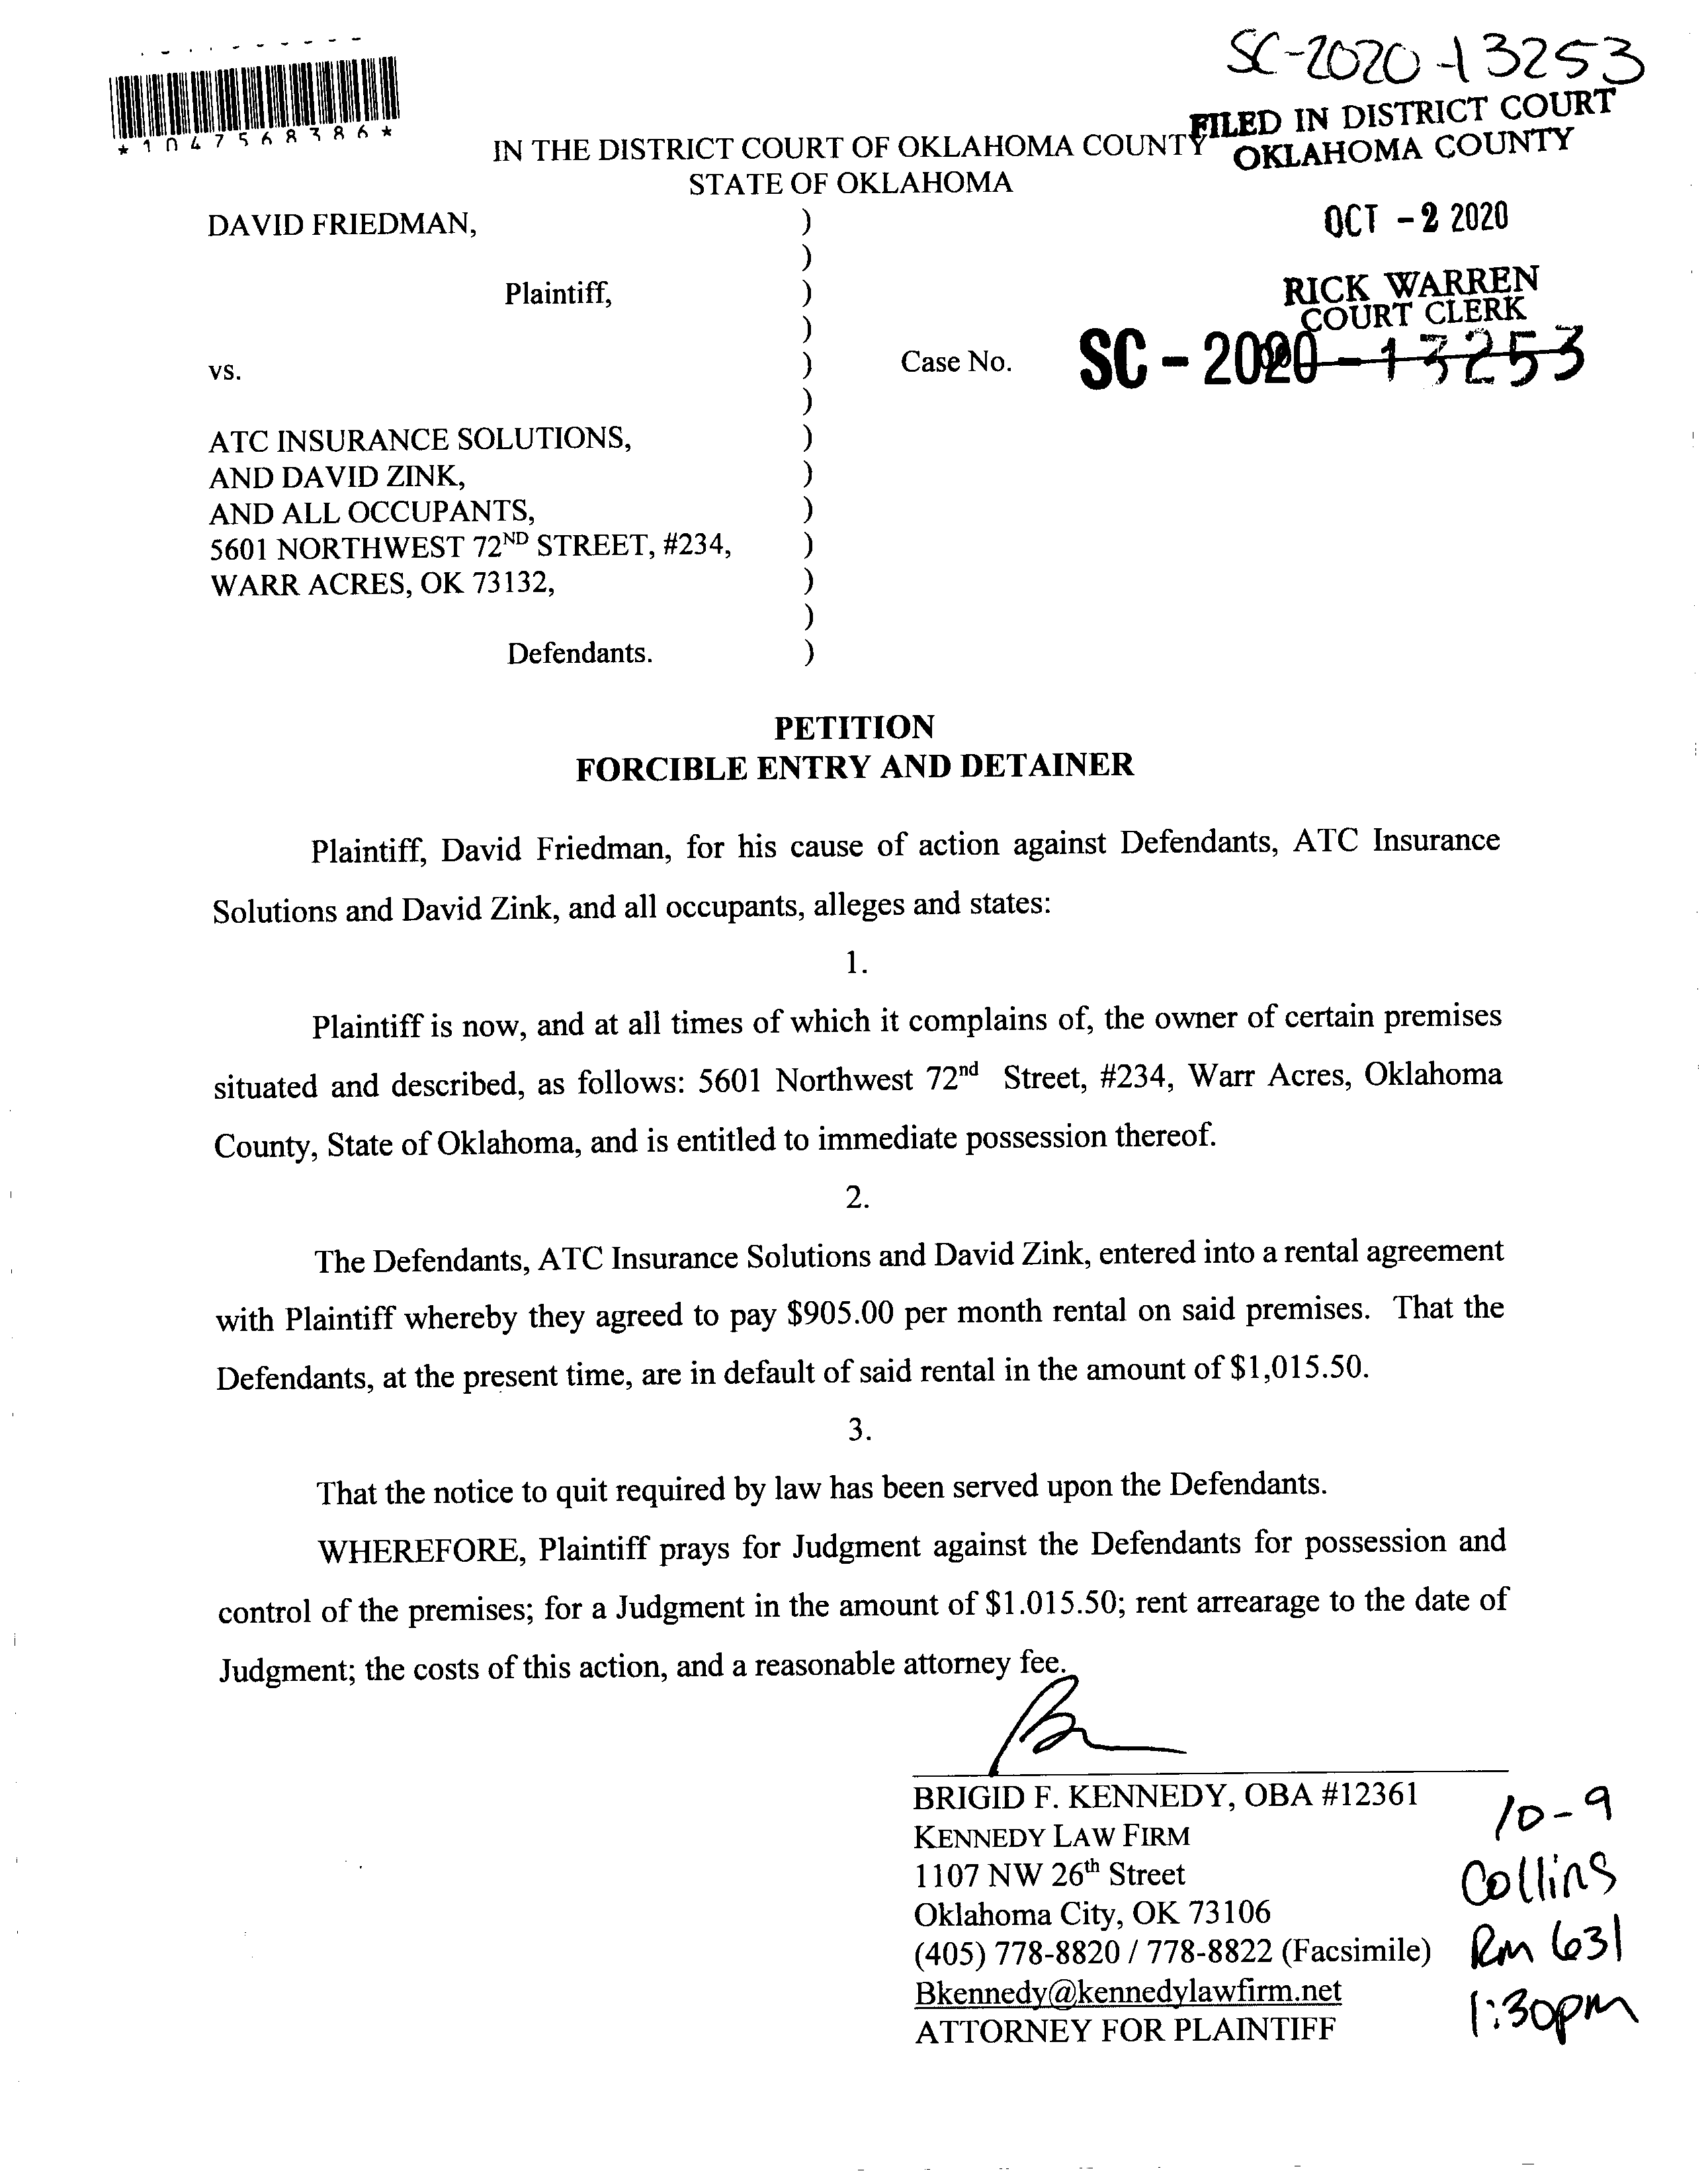 SC-2020-13253
*1047568386*
FILED IN DISTRICT COURT
OKLAHOMA COUNTY
IN THE DISTRICT COURT OF OKLAHOMA COUNTY
STATE OF OKLAHOMA
OCT -2 2020
RICK WARREN
COURT CLERK
DAVID FRIEDMAN, )
)
Plaintiff, )
)
vs. ) Case No. SC - 2020 - 13253
)
ATC INSURANCE SOLUTIONS, )
AND DAVID ZINK, )
AND ALL OCCUPANTS, )
5601 NORTHWEST 72ND STREET, #234, )
WARR ACRES, OK 73132, )
)
Defendants. )
PETITION
FORCIBLE ENTRY AND DETAINER
Plaintiff, David Friedman, for his cause of action against Defendants, ATC Insurance
Solutions and David Zink, and all occupants, alleges and states:
1.
Plaintiff is now, and at all times of which it complains of, the owner of certain premises
situated and described, as follows: 5601 Northwest 72nd Street, #234, Warr Acres, Oklahoma
County, State of Oklahoma, and is entitled to immediate possession thereof.
2.
The Defendants, ATC Insurance Solutions and David Zink, entered into a rental agreement
with Plaintiff whereby they agreed to pay $905.00 per month rental on said premises. That the
Defendants, at the present time, are in default of said rental in the amount of $1,015.50.
3.
That the notice to quit required by law has been served upon the Defendants.
WHEREFORE, Plaintiff prays for Judgment against the Defendants for possession and
control of the premises; for a Judgment in the amount of $1.015.50; rent arrearage to the date of
Judgment; the costs of this action, and a reasonable attorney fee.
BRIGID F. KENNEDY, OBA #12361
KENNEDY LAW FIRM
1107 NW 26th Street
Oklahoma City, OK 73106
(405) 778-8820 / 778-8822 (Facsimile)
Bkennedy@kennedylawfirm.net
ATTORNEY FOR PLAINTIFF
10-9
Collins
Rm 631
1:30pm